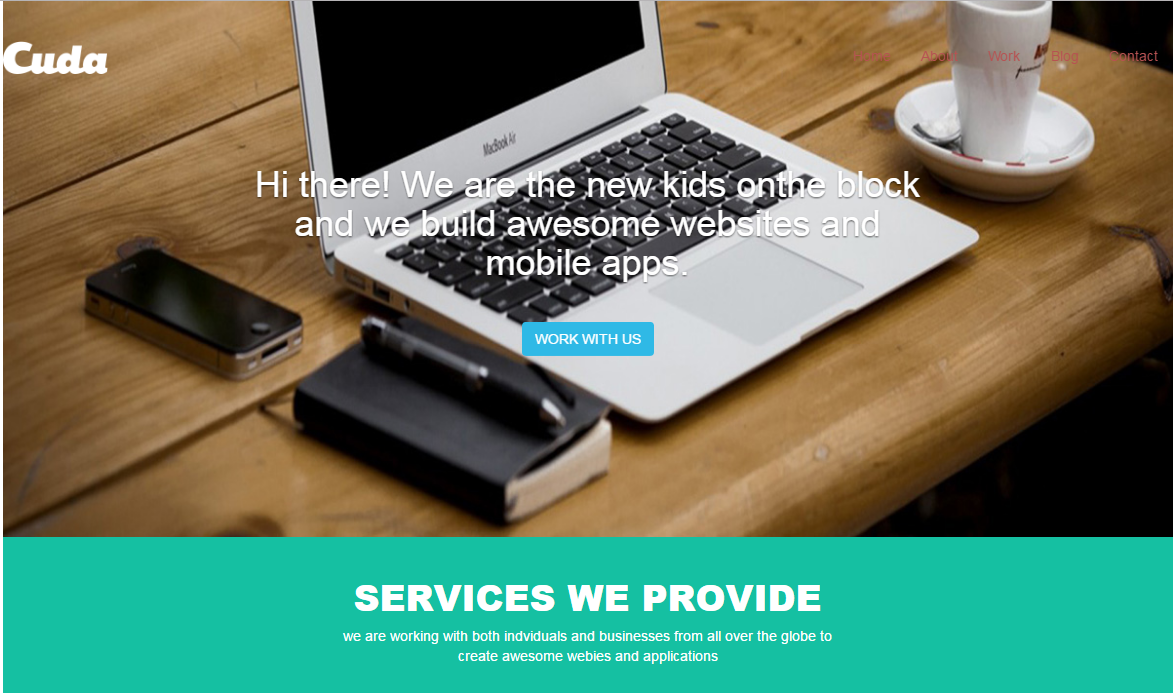 Cuda
About
Work
Blog
Contact
MacBook Air
Hi there! We are the new kids onthe block
and we build awesome websites and
mobile apps.
WORK WITH US
SERVICES WE PROVIDE
we are working with both indviduals and businesses from all over the globe to
create awesome webies and applications